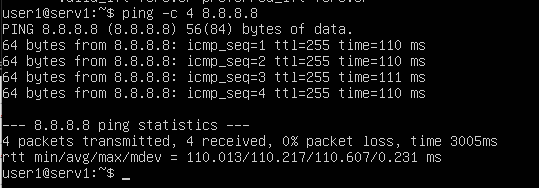 user1@serv1:~$ ping -c 4 8.8.8.8
PING 8.8.8.8 (8.8.8.8) 56(84) bytes of data.
64 bytes from 8.8.8.8: icmp_seq=1 ttl=255 time=110 ms
64 bytes from 8.8.8.8: icmp_seq=2 ttl=255 time=110 ms
64 bytes from 8.8.8.8: icmp_seq=3 ttl=255 time=111 ms
64 bytes from 8.8.8.8: icmp_seq=4 ttl=255 time=110 ms
--- 8.8.8.8 ping statistics ---
4 packets transmitted, 4 received, 0% packet loss, time 3005ms
rtt min/avg/max/mdev = 110.013/110.217/110.607/0.231 ms
user1@serv1:~$ _